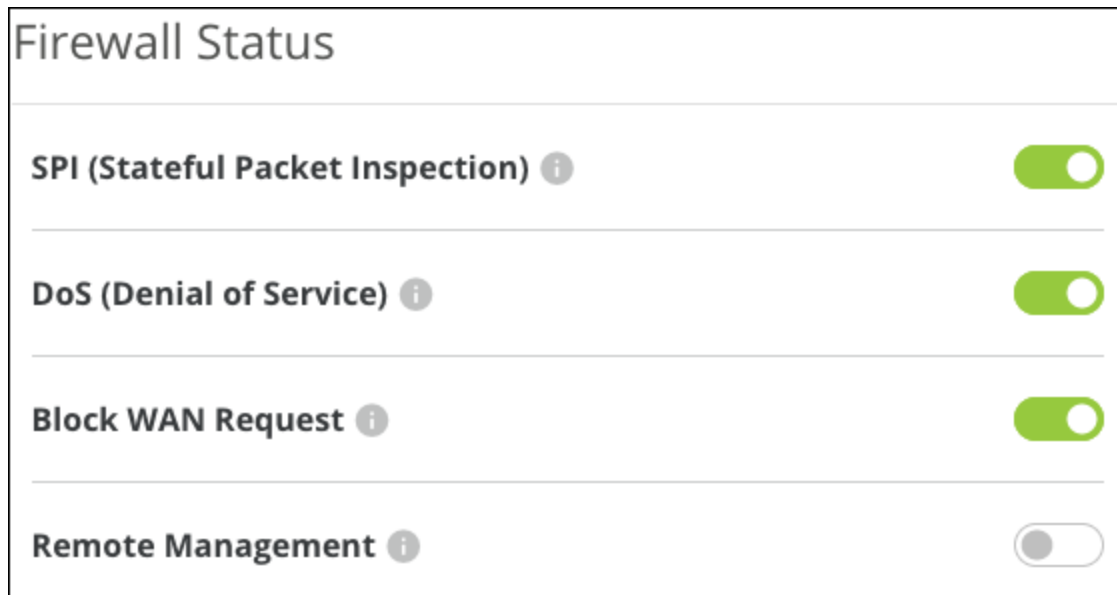 Firewall Status
SPI (Stateful Packet Inspection)
DoS (Denial of Service)
Block WAN Request
Remote Management